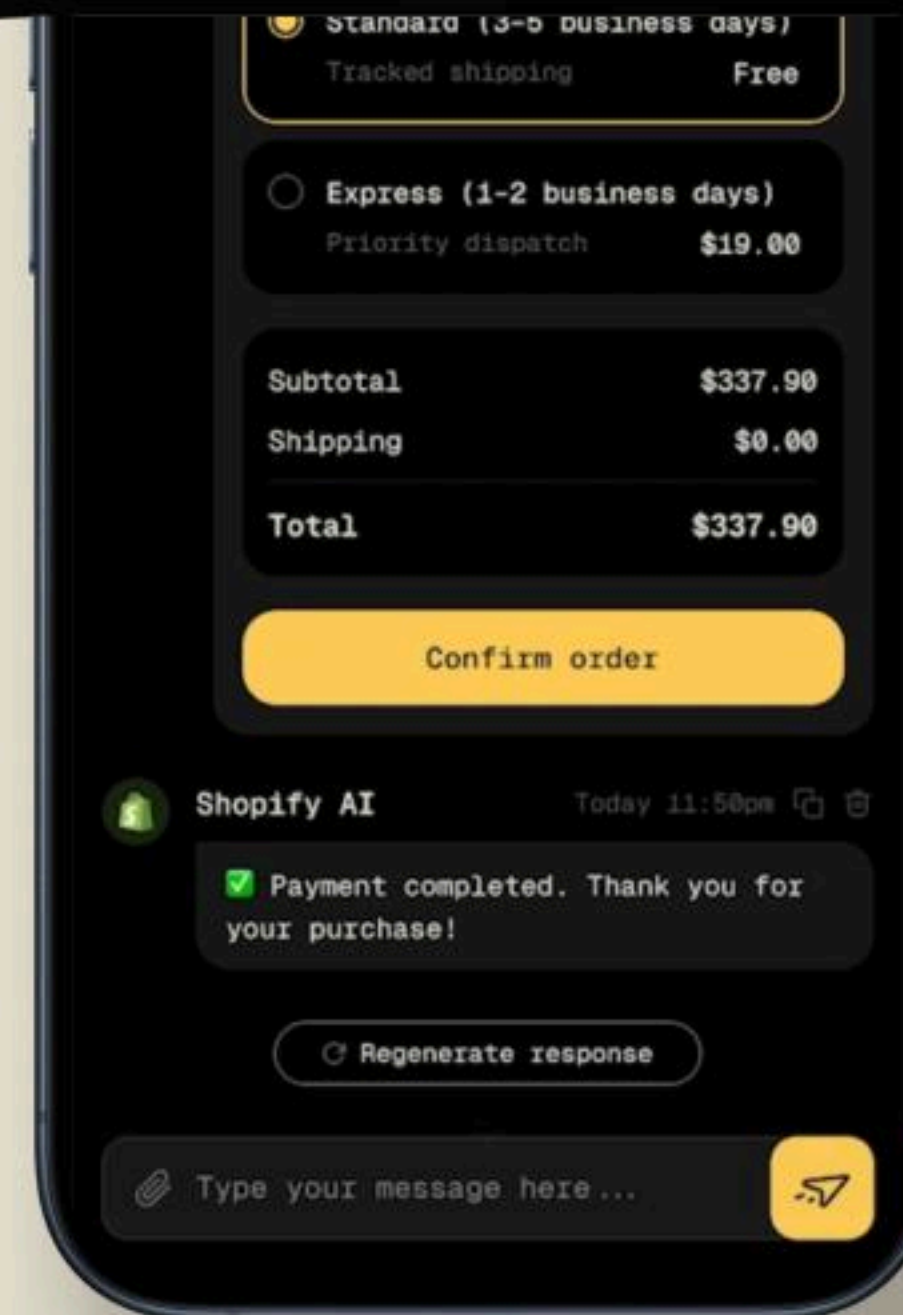 Standard (3-5 business days)
Tracked shipping Free
Express (1-2 business days)
Priority dispatch $19.00
Subtotal $337.90
Shipping $0.00
Total $337.90
Confirm order
Shopify AI Today 11:50pm
✅ Payment completed. Thank you for
your purchase!
Regenerate response
Type your message here...